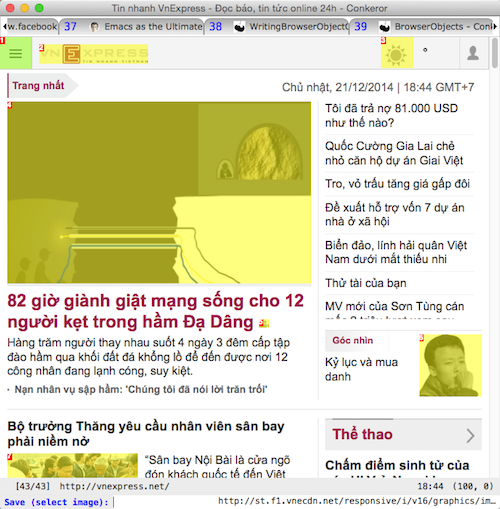 Tin nhanh VnExpress - Đọc báo, tin tức online 24h - Conkeror
w.facebook 37 Emacs as the Ultimate 38 WritingBrowserObject 39 BrowserObjects - Conk
1 2 VNEXPRESS 3 °
TIN NHANH VIỆT NAM
Trang nhất
Chủ nhật, 21/12/2014 | 18:44 GMT+7
4
82 giờ giành giật mạng sống cho 12
người kẹt trong hầm Đạ Dâng
Hàng trăm người thay nhau suốt 4 ngày 3 đêm cấp tập
đào hầm qua khối đất đá khổng lồ để đến được nơi 12
công nhân đang lạnh cóng, suy kiệt.
Nạn nhân vụ sập hầm: 'Chúng tôi đã nói lời trăn trối'
Tôi đã trả nợ 81.000 USD
như thế nào?
Quốc Cường Gia Lai chê
nhỏ căn hộ dự án Giai Việt
Tro, vỏ trấu tăng giá gấp đôi
Đề xuất hỗ trợ vốn 7 dự án
nhà ở xã hội
Biển đảo, lính hải quân Việt
Nam dưới mắt thiếu nhi
Thử tài của bạn
MV mới của Sơn Tùng cán
Góc nhìn
Kỷ lục và mua
danh
Bộ trưởng Thăng yêu cầu nhân viên sân bay
phải niềm nở
“Sân bay Nội Bài là cửa ngõ
đón khách quốc tế đến Việt
Thể thao
Chấm điểm sinh tử của
[43/43] http://vnexpress.net/ 18:44 (100, 0)
Save (select image): http://st.f1.vnecdn.net/responsive/i/v16/graphics/im…